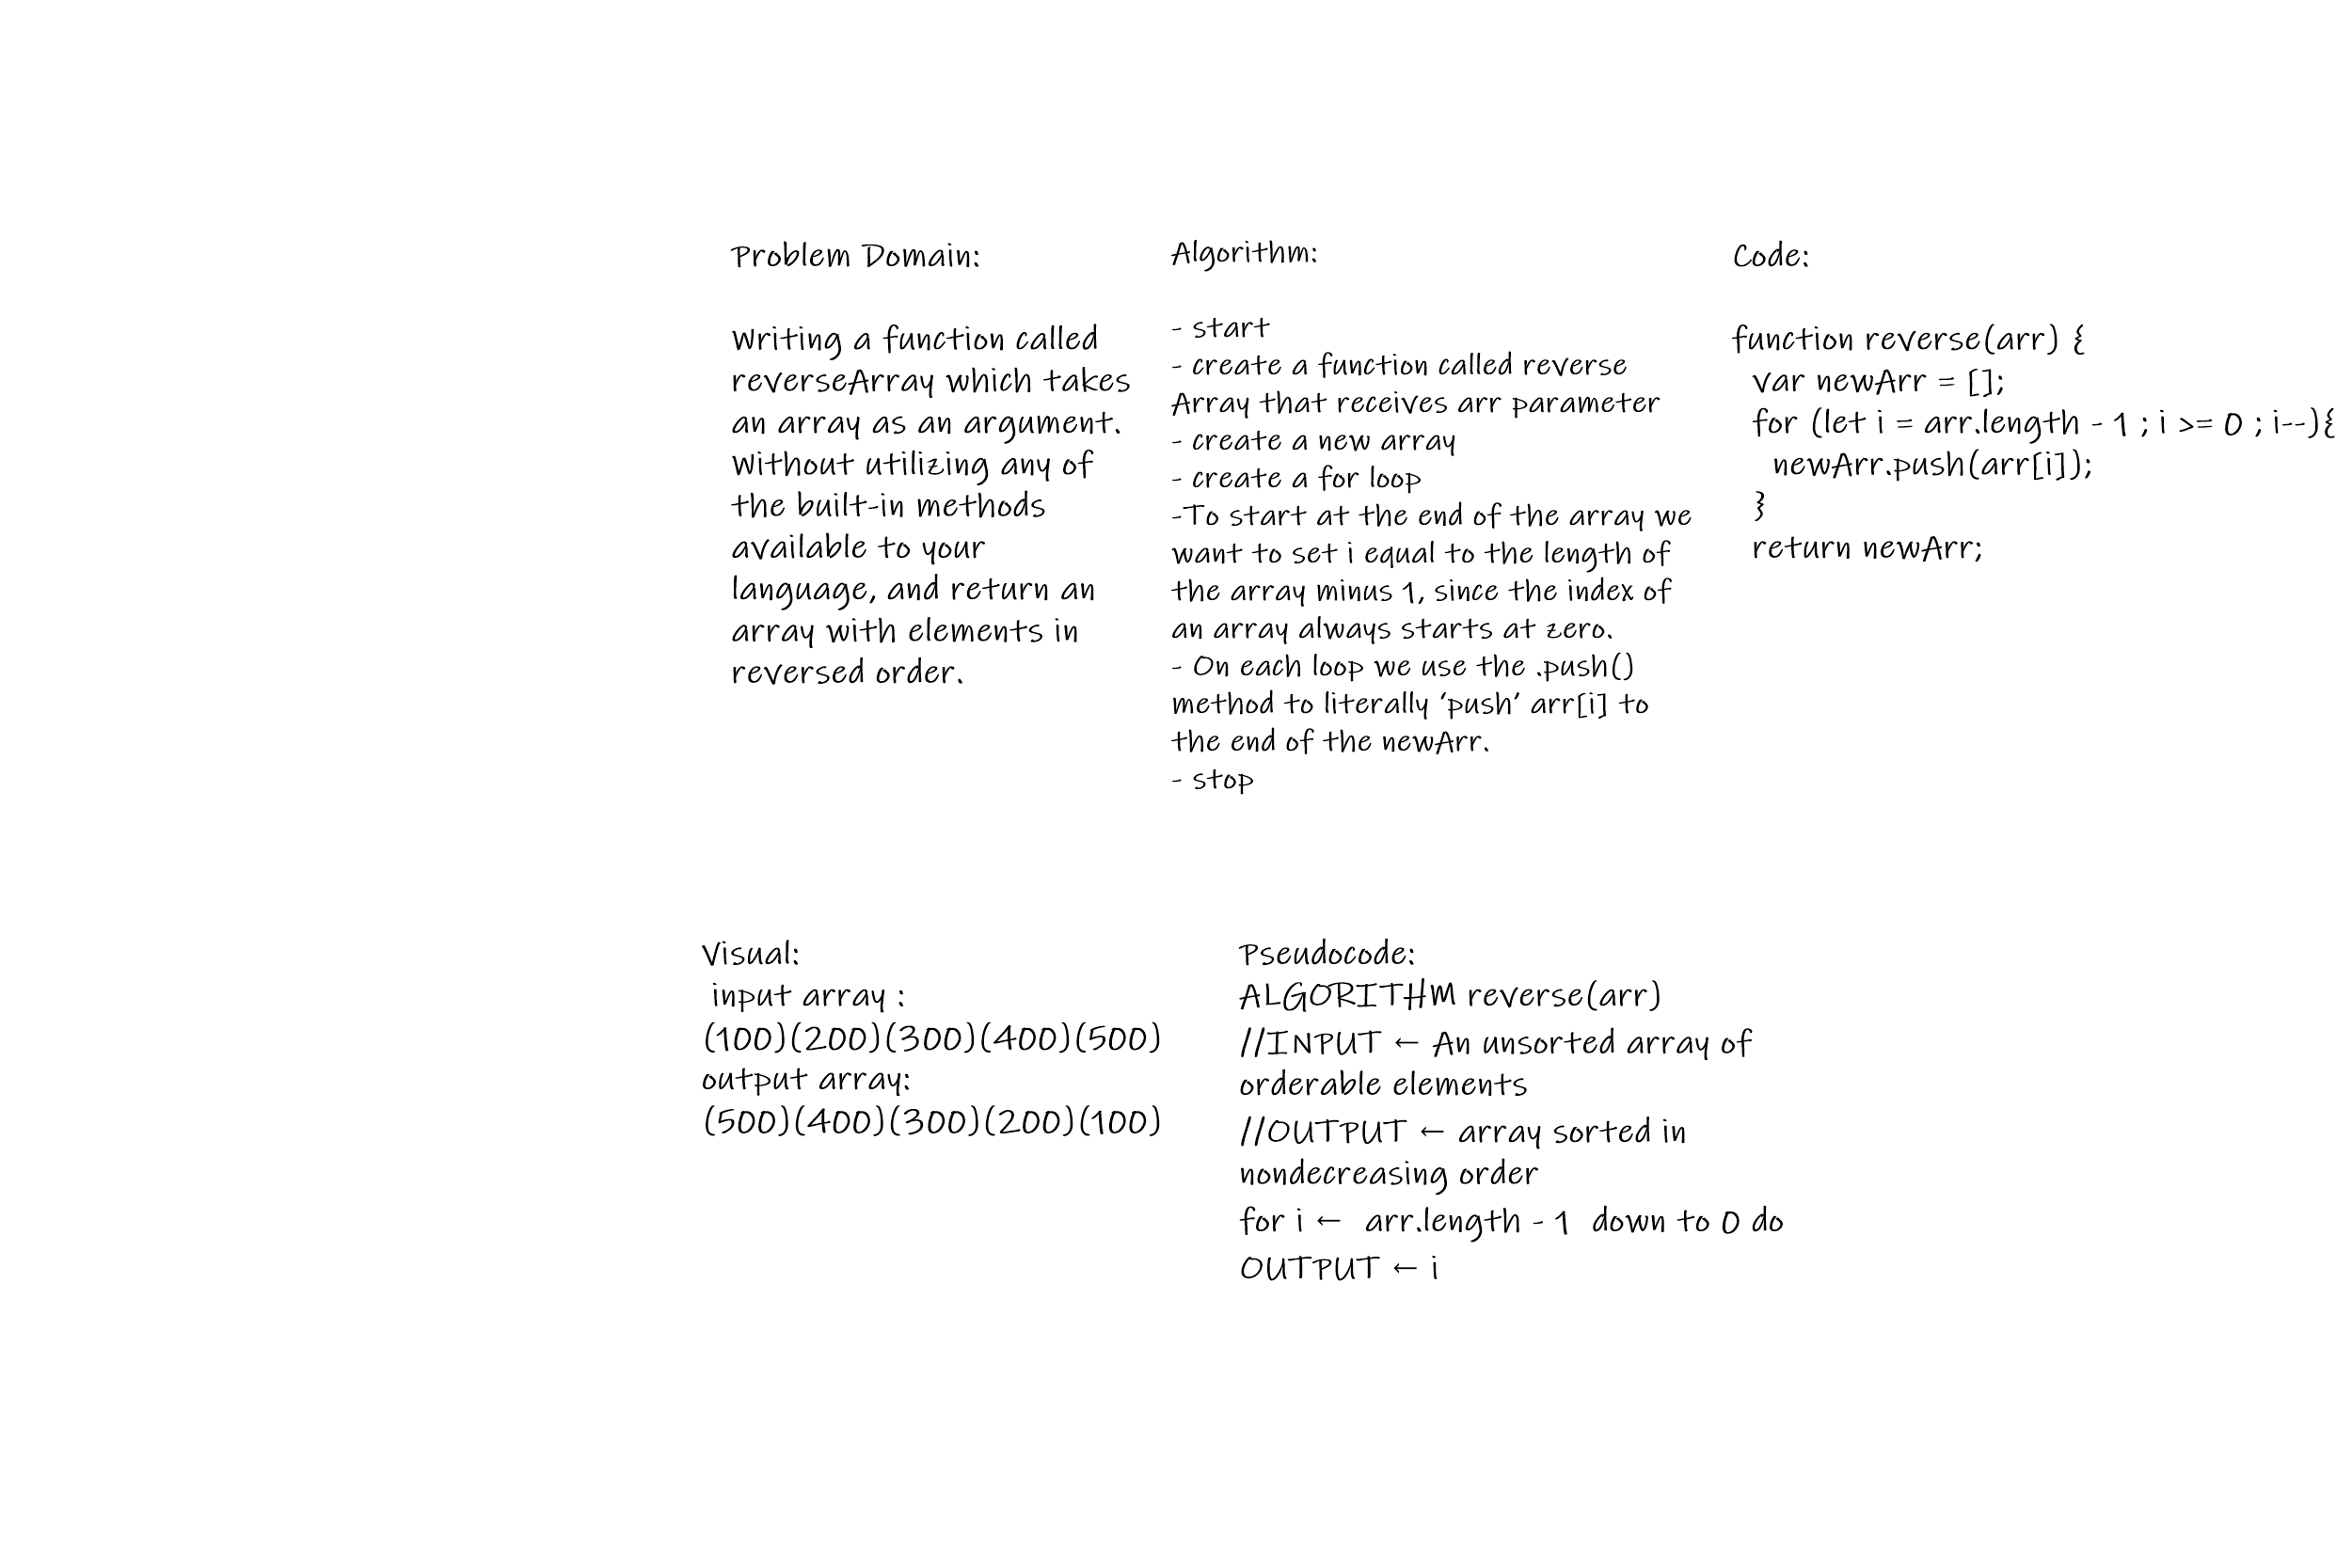 Problem Domain:
Writing a function called
reverseArray which takes
an array as an argument.
Without utilizing any of
the built-in methods
available to your
language, and return an
array with elements in
reversed order.
Algorithm:
- start
- create a function called reverse
Array that receives arr parameter
- create a new array
- create a for loop
-To start at the end of the array we
want to set i equal to the length of
the array minus 1, since the index of
an array always starts at zero.
- On each loop we use the .push()
method to literally ‘push’ arr[i] to
the end of the newArr.
- stop
Code:
function reverse(arr) {
var newArr = [];
for (let i = arr.length - 1 ; i >= 0 ; i--){
newArr.push(arr[i]);
}
return newArr;
Visual:
input array :
(100)(200)(300)(400)(500)
output array:
(500)(400)(300)(200)(100)
Pseudocode:
ALGORITHM reverse(arr)
//INPUT ← An unsorted array of
orderable elements
//OUTPUT ← array sorted in
nondecreasing order
for i ← arr.length - 1 down to 0 do
OUTPUT ← i